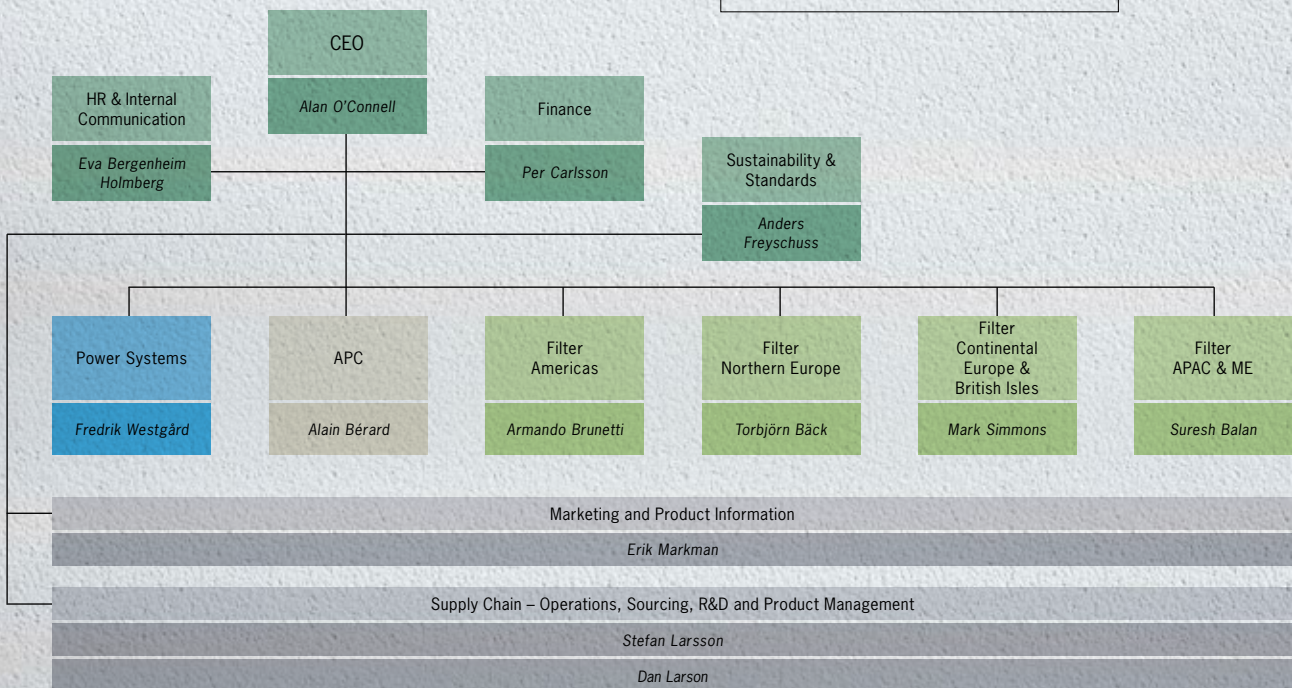 CEO
Alan O'Connell
HR & Internal
Communication
Eva Bergenheim
Holmberg
Finance
Per Carlsson
Sustainability &
Standards
Anders
Freyschuss
Power Systems
Fredrik Westgård
APC
Alain Bérard
Filter
Americas
Armando Brunetti
Filter
Northern Europe
Torbjörn Bäck
Filter
Continental
Europe &
British Isles
Mark Simmons
Filter
APAC & ME
Suresh Balan
Marketing and Product Information
Erik Markman
Supply Chain – Operations, Sourcing, R&D and Product Management
Stefan Larsson
Dan Larson